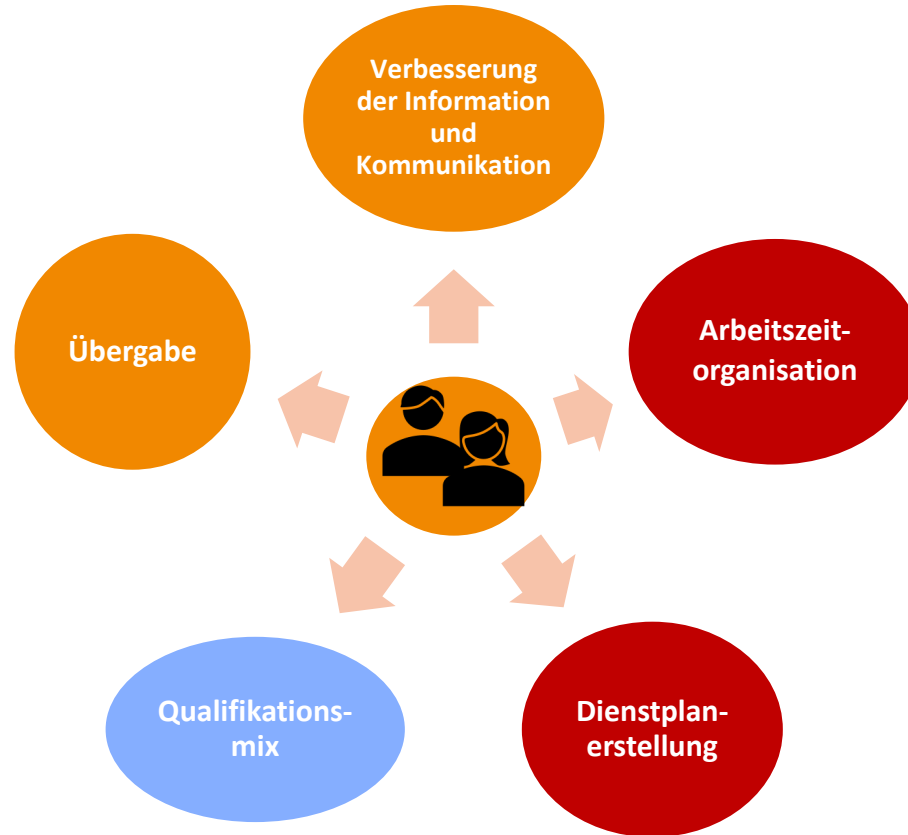 Verbesserung
der Information
und
Kommunikation
Übergabe
Arbeitszeit-
organisation
Qualifikations-
mix
Dienstplan-
erstellung